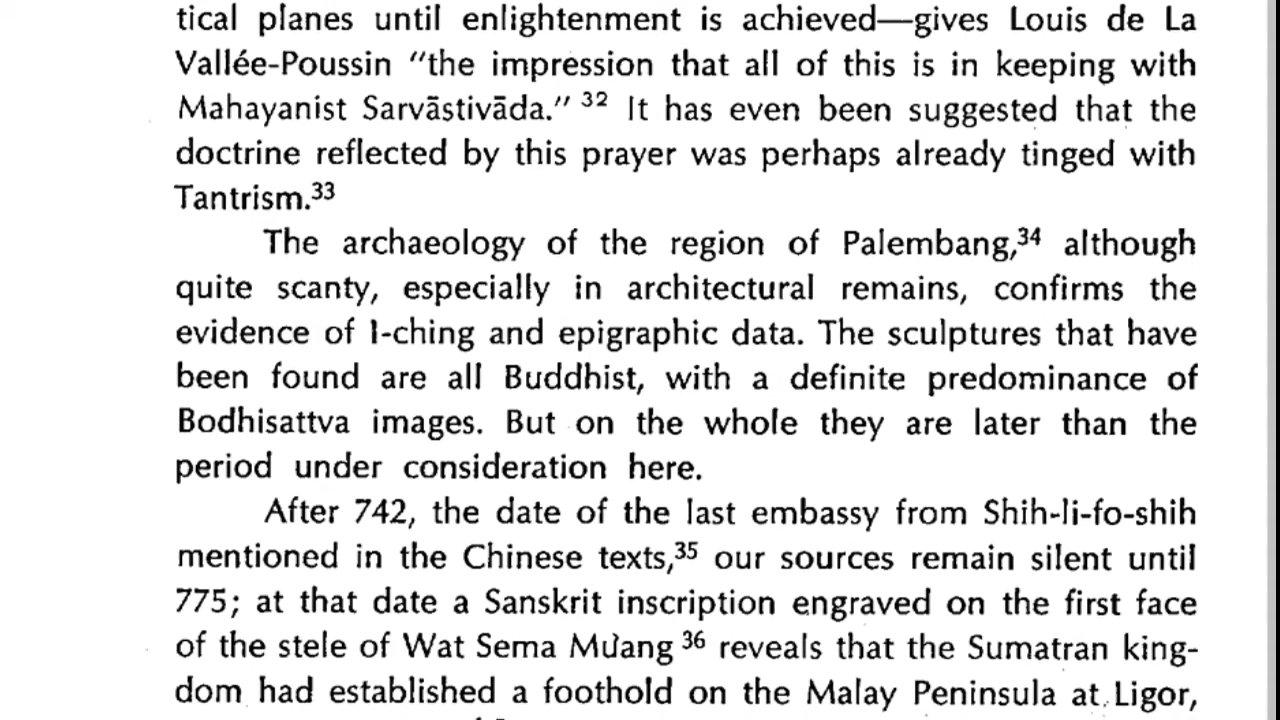 tical planes until enlightenment is achieved—gives Louis de La
Vallée-Poussin "the impression that all of this is in keeping with
Mahayanist Sarvāstivāda." 32 It has even been suggested that the
doctrine reflected by this prayer was perhaps already tinged with
Tantrism.33
The archaeology of the region of Palembang,34 although
quite scanty, especially in architectural remains, confirms the
evidence of I-ching and epigraphic data. The sculptures that have
been found are all Buddhist, with a definite predominance of
Bodhisattva images. But on the whole they are later than the
period under consideration here.
After 742, the date of the last embassy from Shih-li-fo-shih
mentioned in the Chinese texts,35 our sources remain silent until
775; at that date a Sanskrit inscription engraved on the first face
of the stele of Wat Sema Mưang 36 reveals that the Sumatran king-
dom had established a foothold on the Malay Peninsula at Ligor,